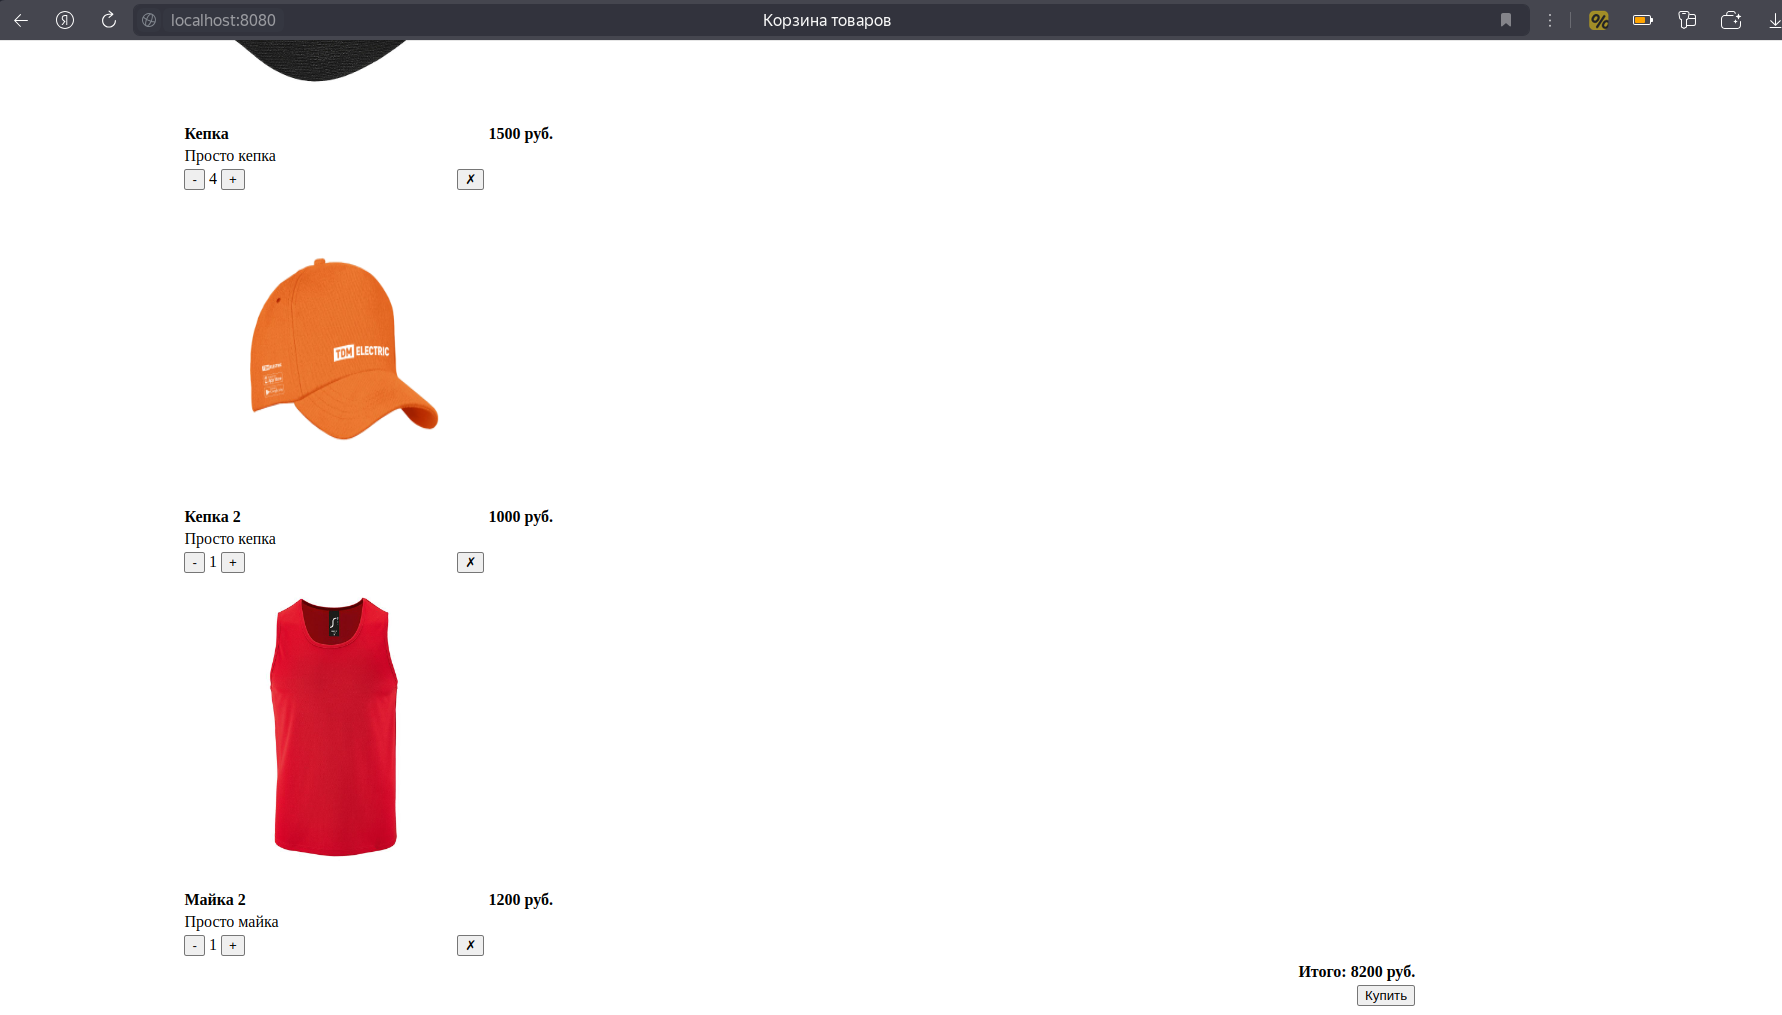 localhost:8080
Корзина товаров
Кепка 1500 руб.
Просто кепка
- 4 + ✗
TDM ELECTRIC
Кепка 2 1000 руб.
Просто кепка
- 1 + ✗
Майка 2 1200 руб.
Просто майка
- 1 + ✗
Итого: 8200 руб.
Купить